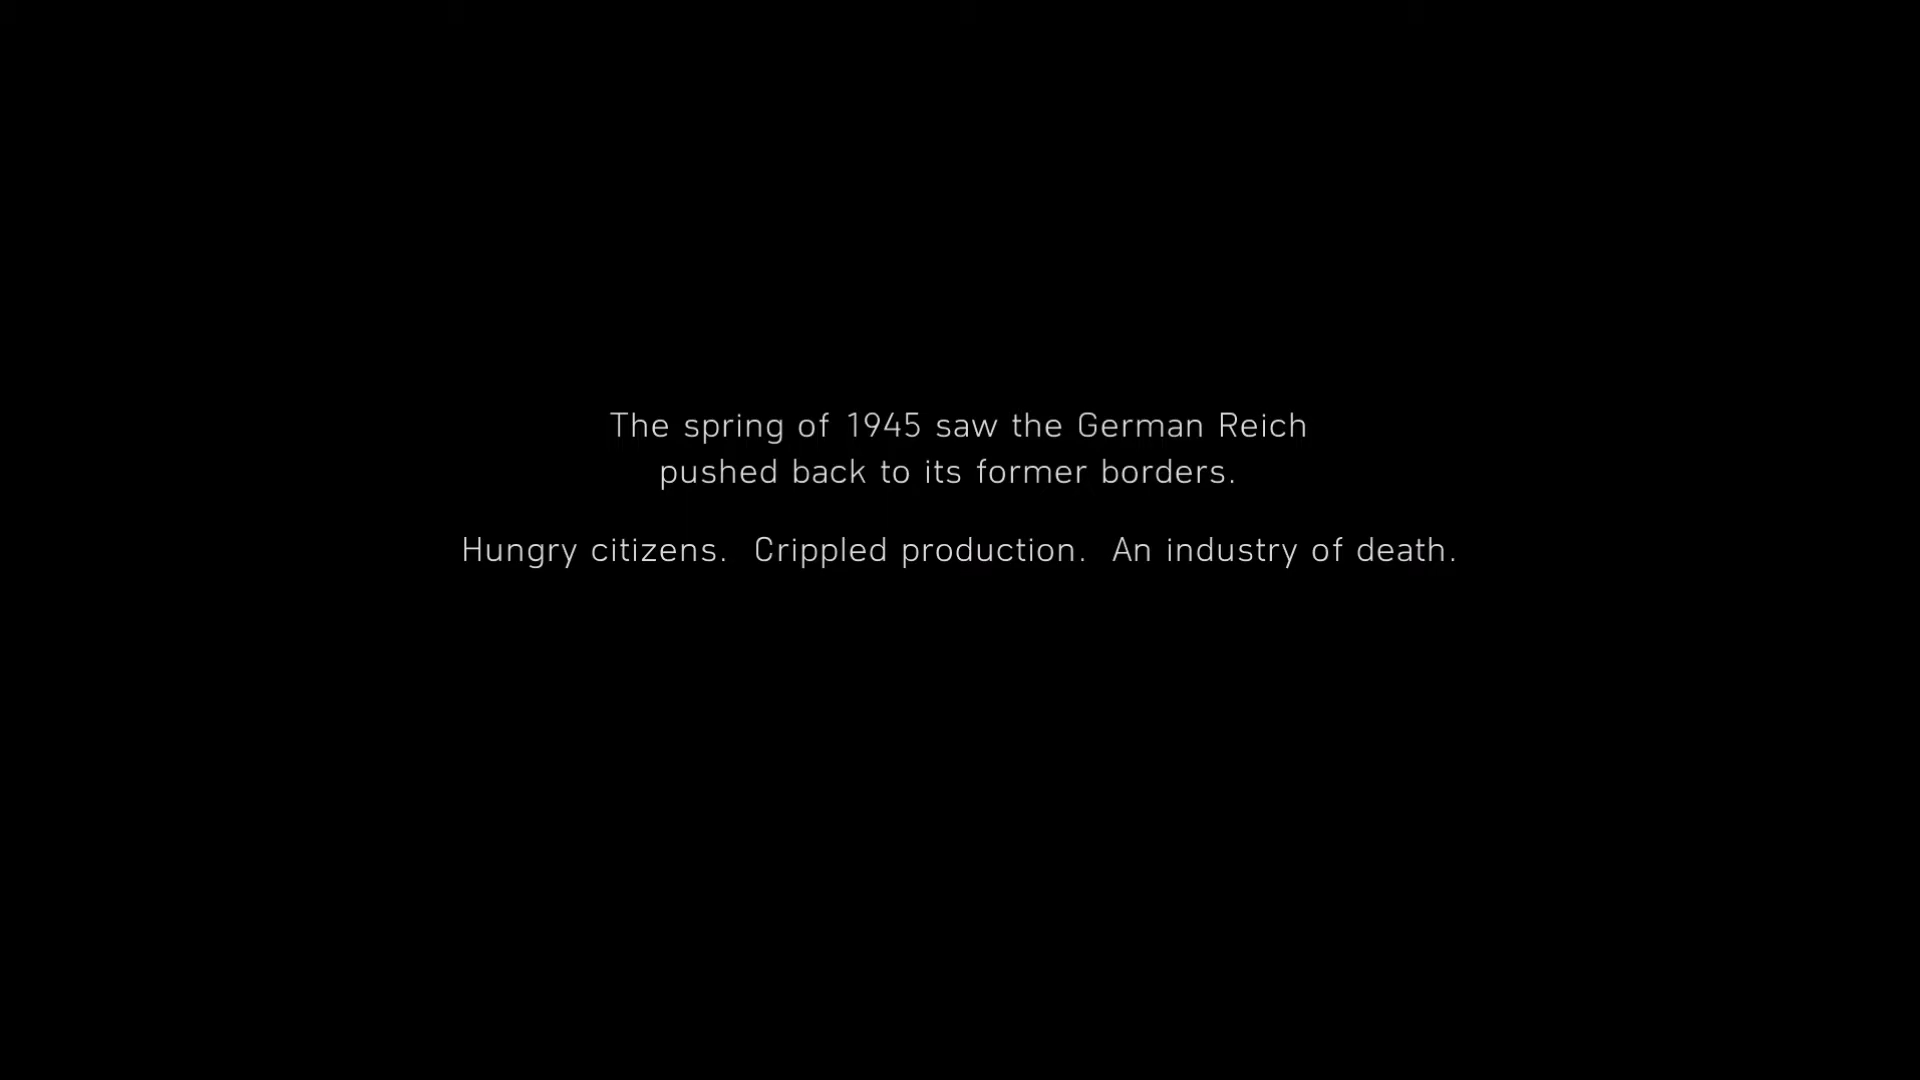 The spring of 1945 saw the German Reich
pushed back to its former borders.
Hungry citizens.  Crippled production.  An industry of death.